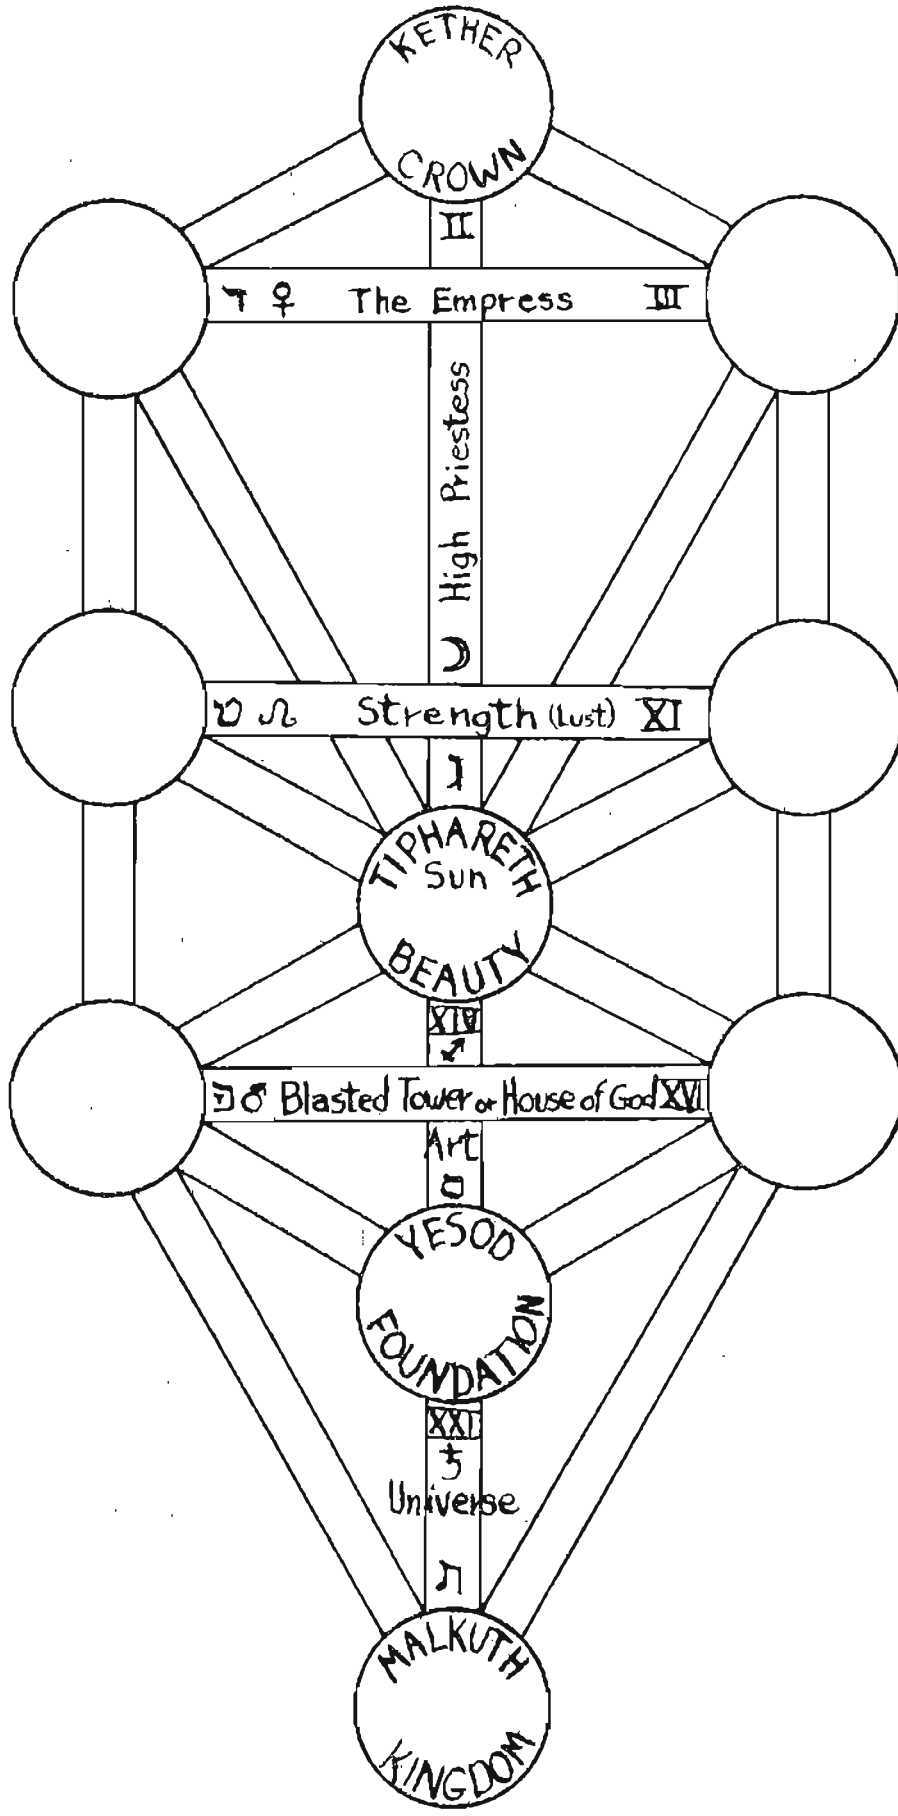 KETHER
CROWN
II
ד ♀ The Empress III
High Priestess
☽
ט ♌ Strength (Lust) XI
ג
TIPHARETH
Sun
BEAUTY
XIV
♐
פ ♂ Blasted Tower or House of God XVI
Art
ס
YESOD
FOUNDATION
XXI
♄
Universe
ת
MALKUTH
KINGDOM